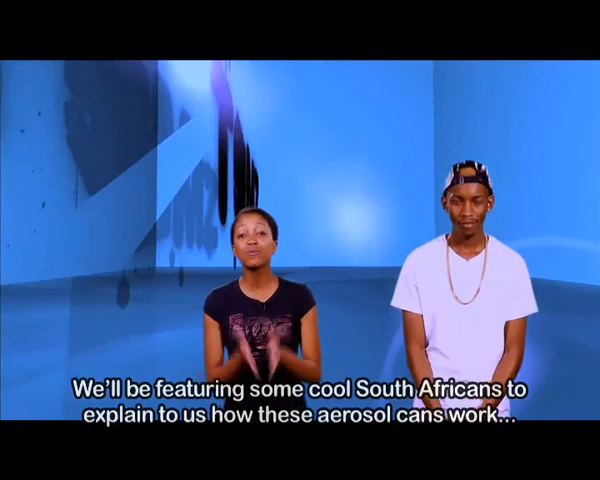 We'll be featuring some cool South Africans to
explain to us how these aerosol cans work...